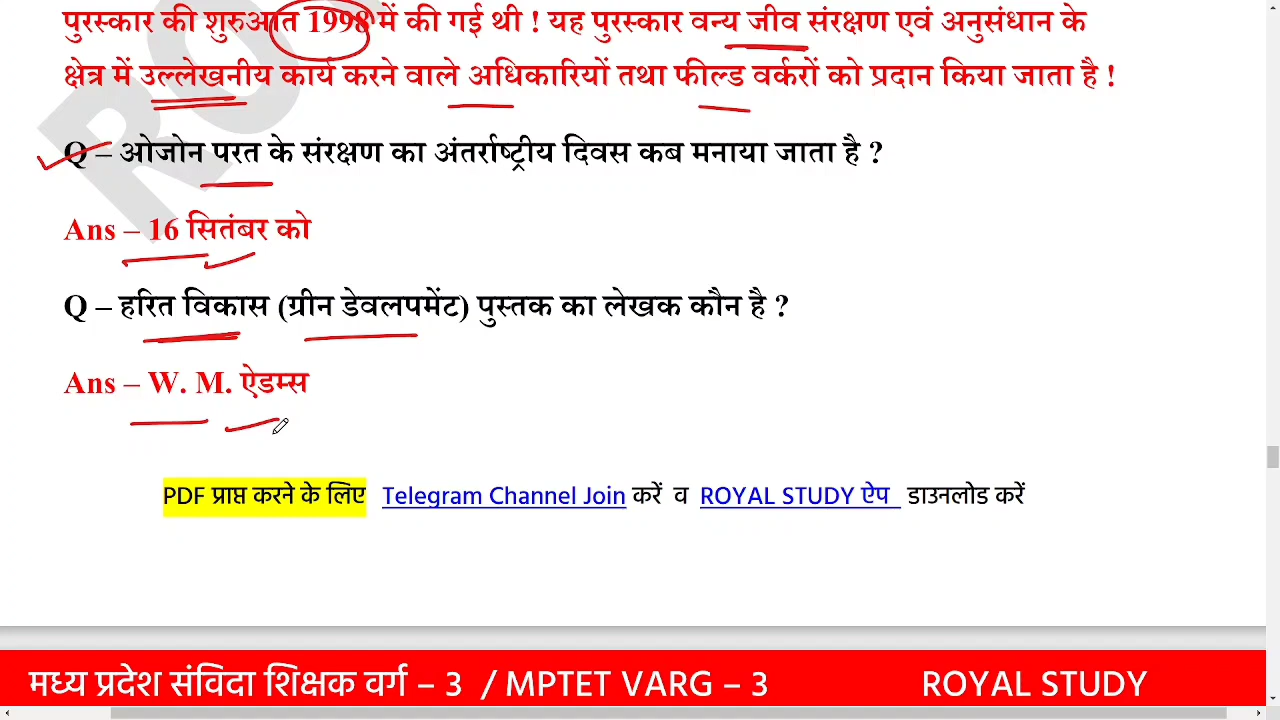 पुरस्कार की शुरुआत 1998 में की गई थी ! यह पुरस्कार वन्य जीव संरक्षण एवं अनुसंधान के
क्षेत्र में उल्लेखनीय कार्य करने वाले अधिकारियों तथा फील्ड वर्करों को प्रदान किया जाता है !
Q – ओजोन परत के संरक्षण का अंतर्राष्ट्रीय दिवस कब मनाया जाता है ?
Ans – 16 सितंबर को
Q – हरित विकास (ग्रीन डेवलपमेंट) पुस्तक का लेखक कौन है ?
Ans – W. M. ऐडम्स
PDF प्राप्त करने के लिए Telegram Channel Join करें व ROYAL STUDY ऐप डाउनलोड करें
मध्य प्रदेश संविदा शिक्षक वर्ग – 3 / MPTET VARG – 3 ROYAL STUDY